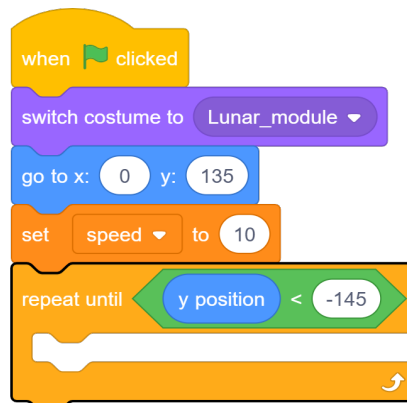 when clicked
switch costume to Lunar_module
go to x: 0 y: 135
set speed to 10
repeat until y position < -145